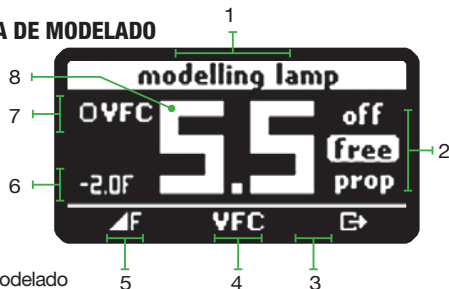 A DE MODELADO
1
modelling lamp
8
7
VFC
5.5
off
free
prop
2
6
-2.0F
F
VFC
odelado
5
4
3